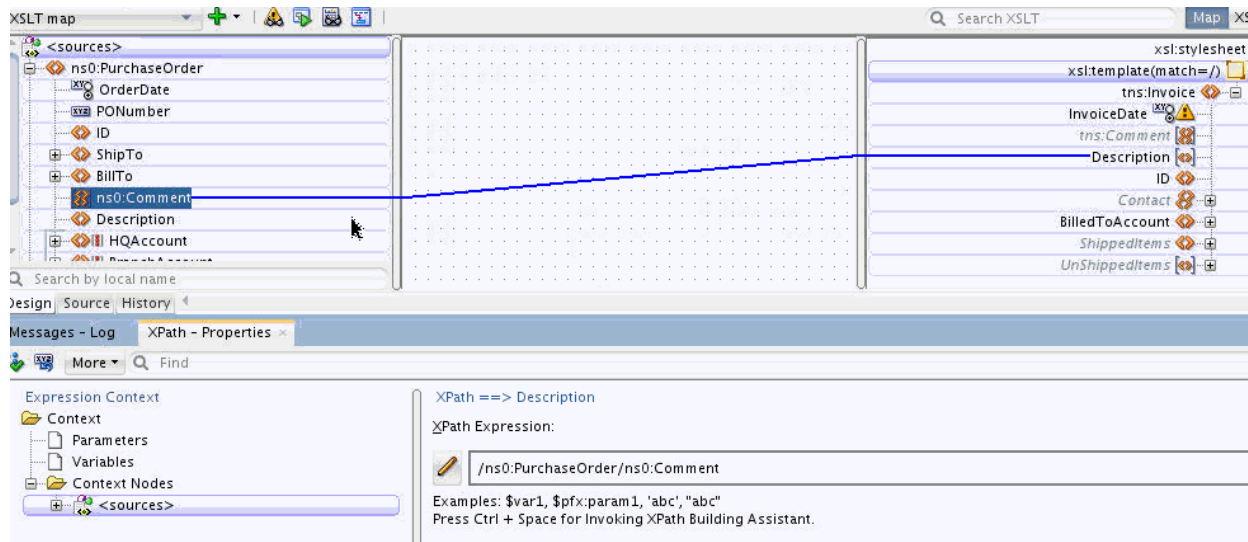 XSLT map
Search XSLT
Map
<sources>
ns0:PurchaseOrder
OrderDate
PONumber
ID
ShipTo
BillTo
ns0:Comment
Description
HQAccount
Search by local name
xsl:stylesheet
xsl:template(match=/)
tns:Invoice
InvoiceDate
tns:Comment
Description
ID
Contact
BilledToAccount
ShippedItems
UnShippedItems
Design Source History
Messages - Log XPath - Properties
More Find
Expression Context
Context
Parameters
Variables
Context Nodes
<sources>
XPath ==> Description
XPath Expression:
/ns0:PurchaseOrder/ns0:Comment
Examples: $var1, $pfx:param1, 'abc', "abc"
Press Ctrl + Space for Invoking XPath Building Assistant.